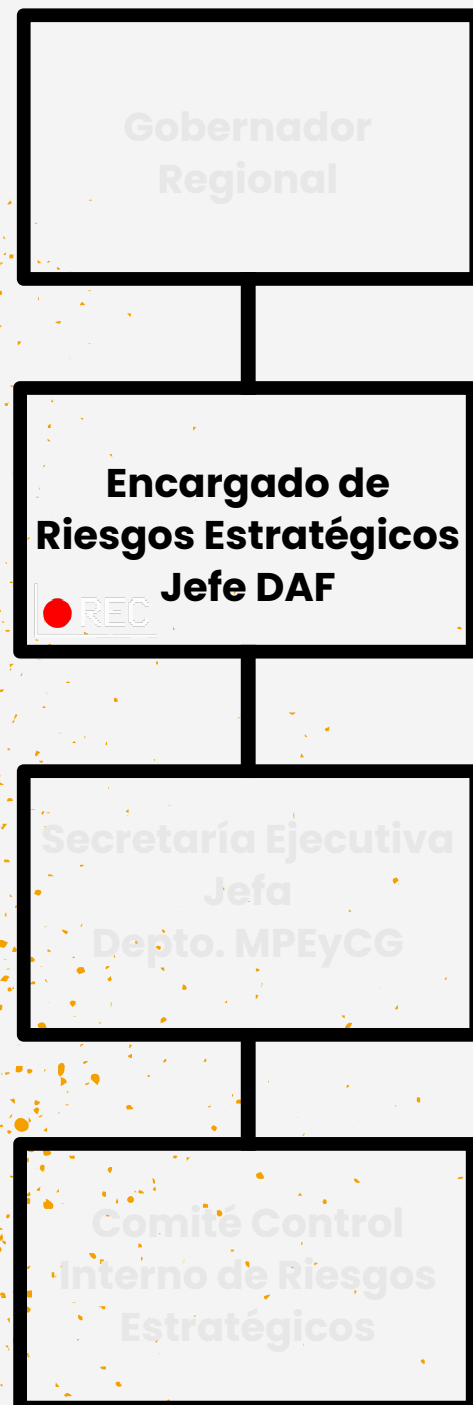 Gobernador
Regional
Encargado de
Riesgos Estratégicos
Jefe DAF
REC
Secretaría Ejecutiva
Jefa
Depto. MPEyCG
Comité Control
Interno de Riesgos
Estratégicos